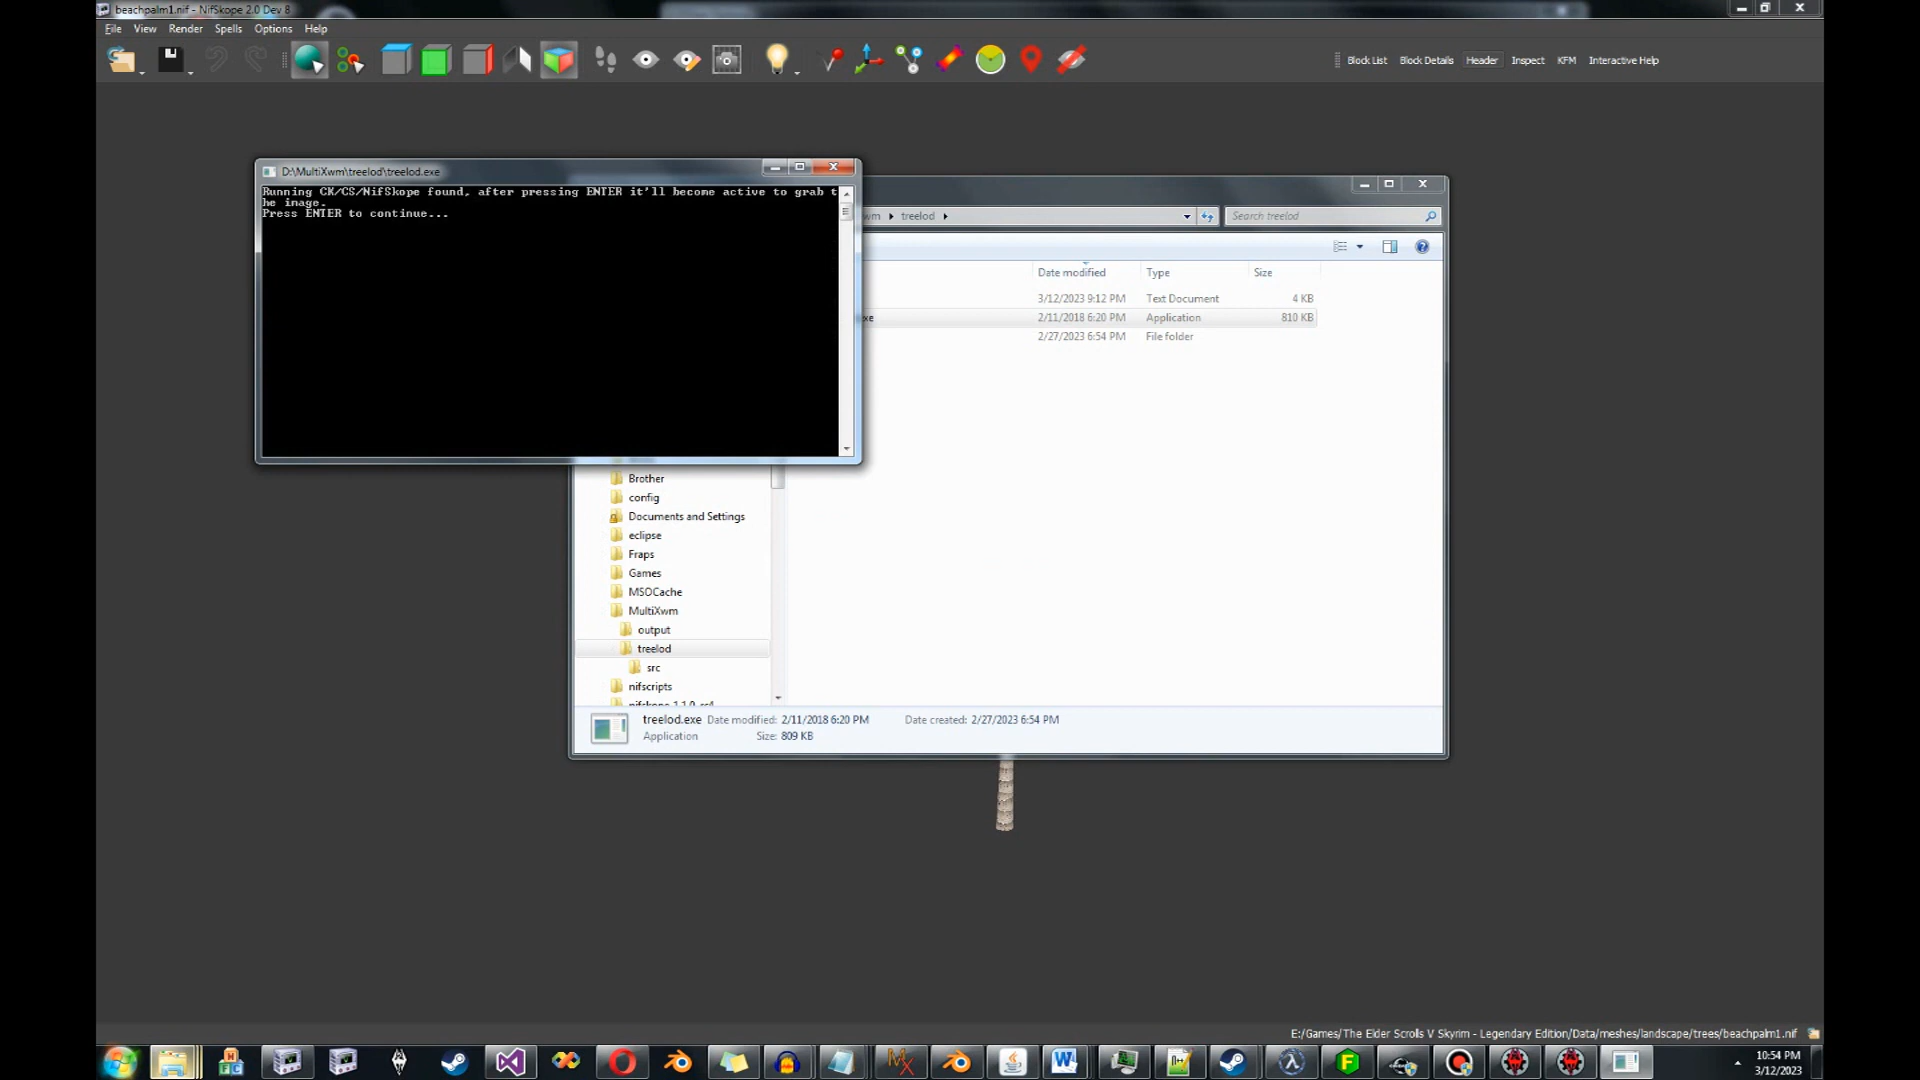 beachpalm1.nif - NifSkope 2.0 Dev 8
File View Render Spells Options Help
Block List Block Details Header Inspect KFM Interactive Help
D:\MultiXwm\treelod\treelod.exe
Running CK/CS/NifSkope found, after pressing ENTER it'll become active to grab t
he image.
Press ENTER to continue...
wm treelod
Search treelod
Date modified Type Size
3/12/2023 9:12 PM Text Document 4 KB
xe 2/11/2018 6:20 PM Application 810 KB
2/27/2023 6:54 PM File folder
Brother
config
Documents and Settings
eclipse
Fraps
Games
MSOCache
MultiXwm
output
treelod
src
nifscripts
treelod.exe Date modified: 2/11/2018 6:20 PM Date created: 2/27/2023 6:54 PM
Application Size: 809 KB
E:/Games/The Elder Scrolls V Skyrim - Legendary Edition/Data/meshes/landscape/trees/beachpalm1.nif
10:54 PM
3/12/2023